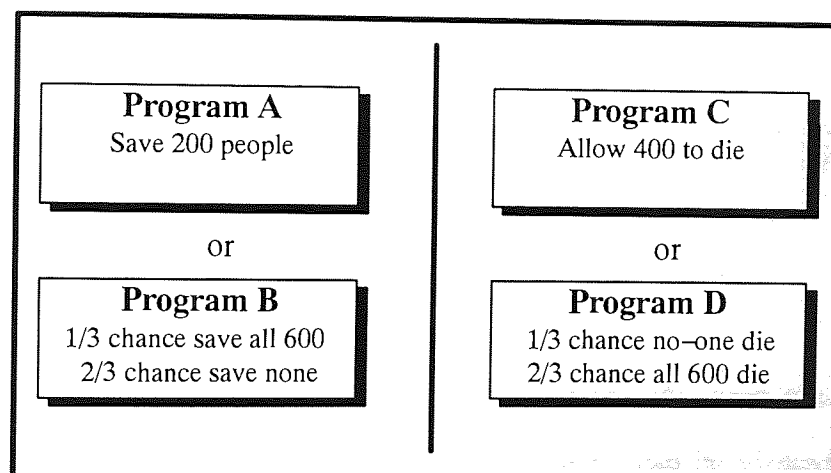 Program A
Save 200 people
or
Program B
1/3 chance save all 600
2/3 chance save none
Program C
Allow 400 to die
or
Program D
1/3 chance no–one die
2/3 chance all 600 die